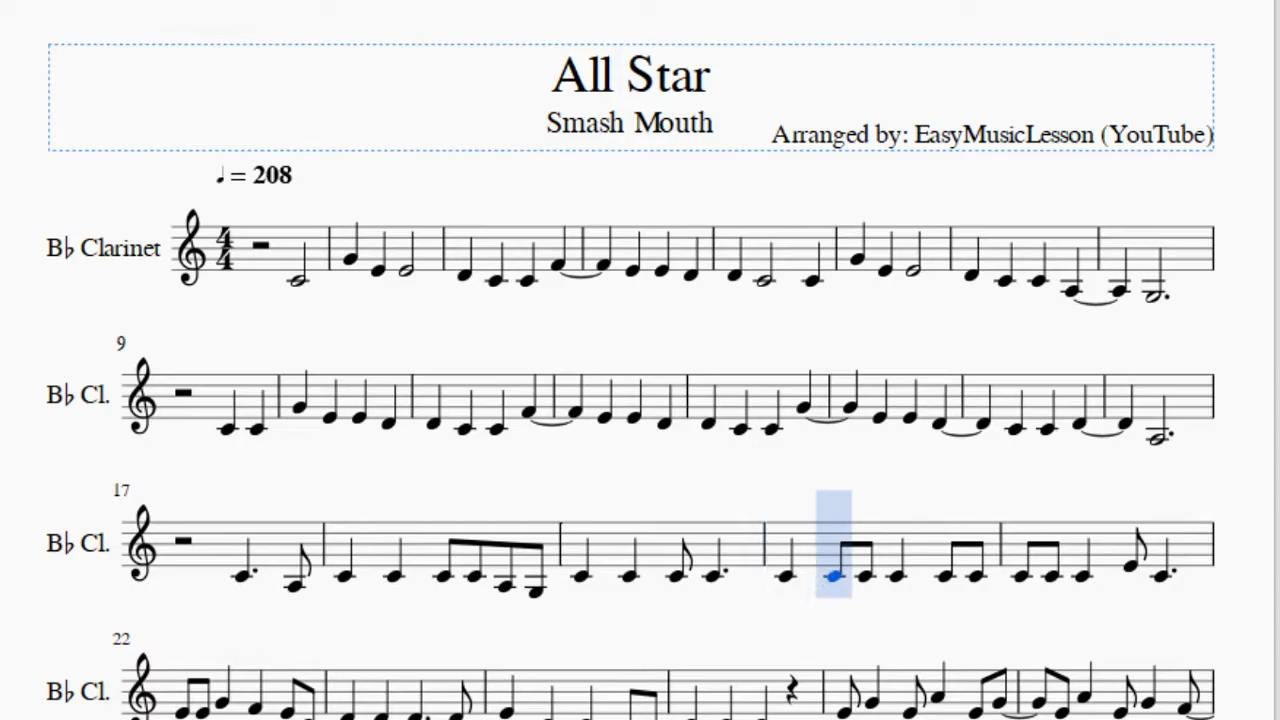 All Star
Smash Mouth
Arranged by: EasyMusicLesson (YouTube)
♩ = 208
B♭ Clarinet
4
4
9
B♭ Cl.
17
B♭ Cl.
22
B♭ Cl.